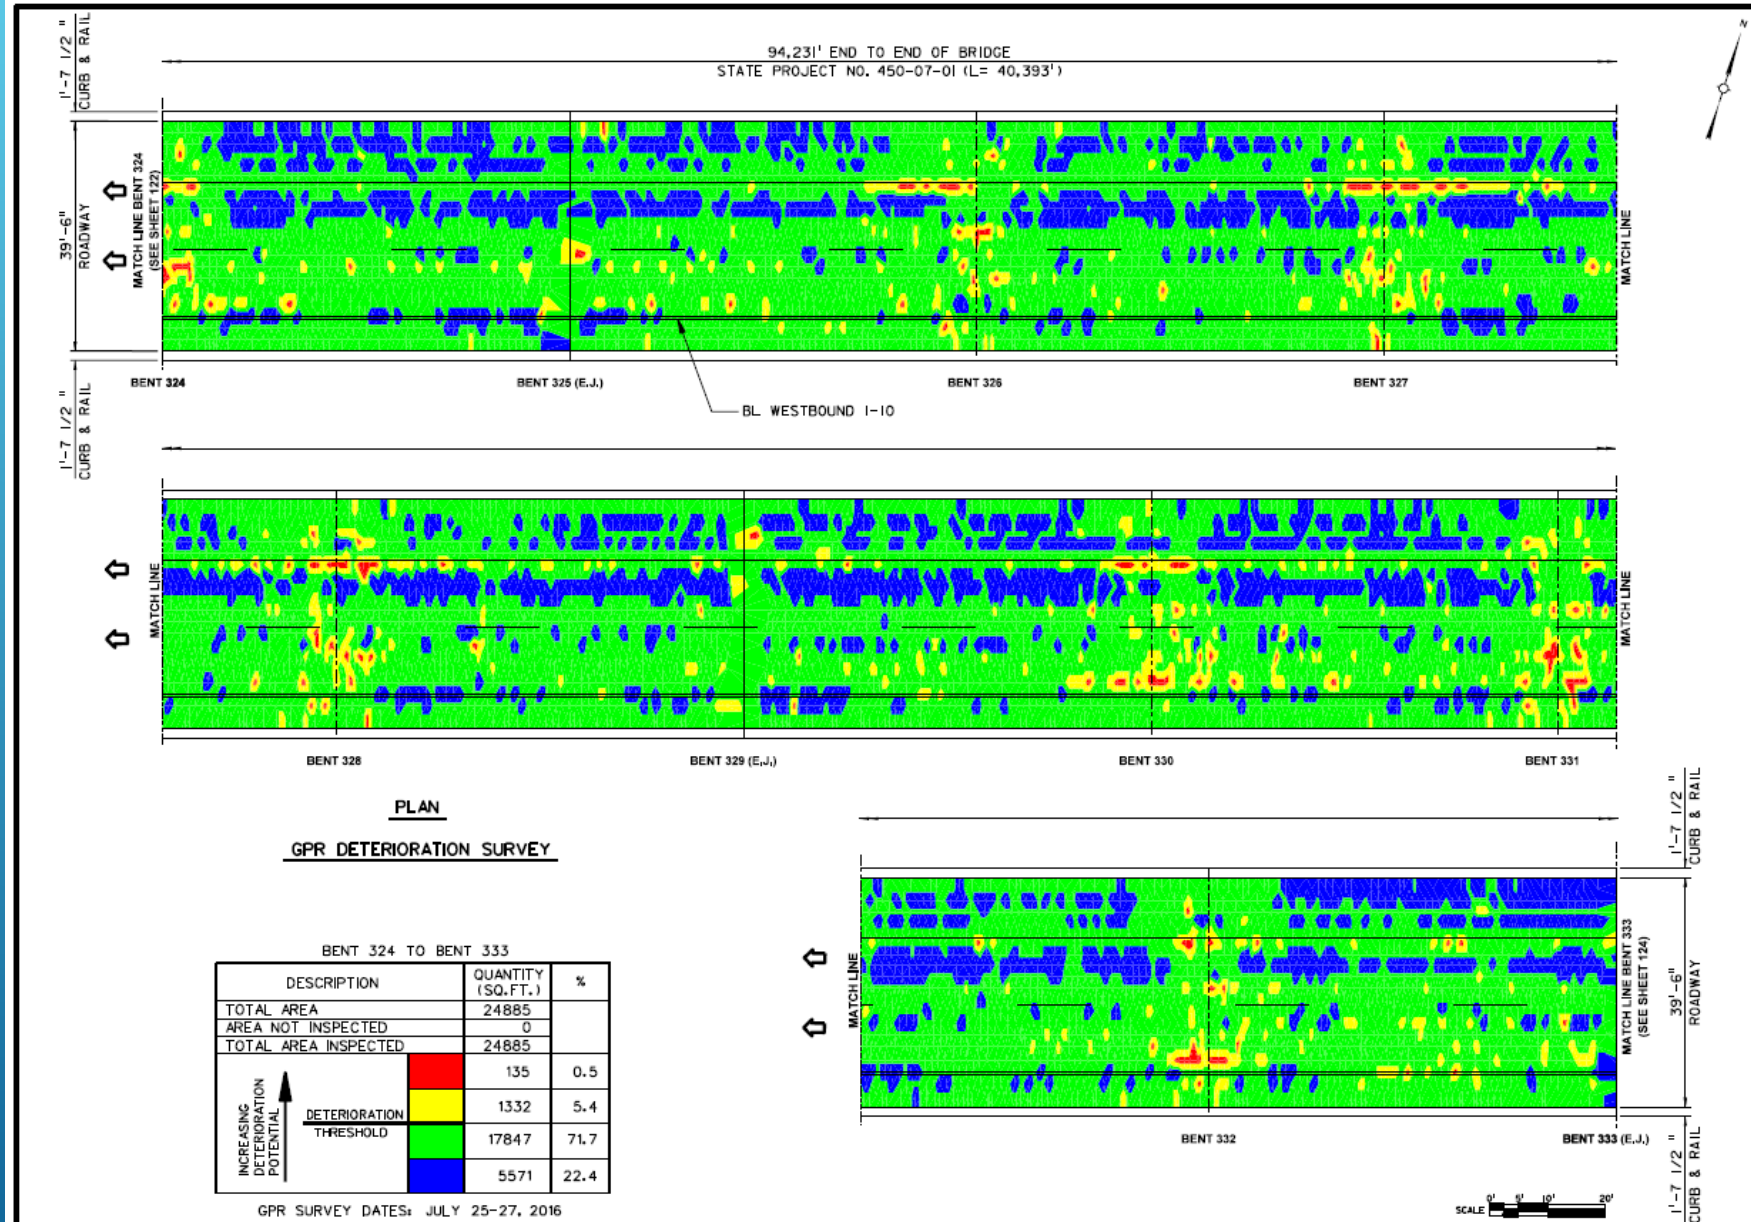 1'-7 1/2 "
CURB & RAIL
94,231' END TO END OF BRIDGE
STATE PROJECT NO. 450-07-01 (L= 40,393')
N
39'-6"
ROADWAY
MATCH LINE BENT 324
(SEE SHEET 122)
MATCH LINE
BENT 324
BENT 325 (E.J.)
BENT 326
BENT 327
1'-7 1/2 "
CURB & RAIL
BL WESTBOUND I-10
MATCH LINE
MATCH LINE
BENT 328
BENT 329 (E.J.)
BENT 330
BENT 331
PLAN
GPR DETERIORATION SURVEY
1'-7 1/2 "
CURB & RAIL
MATCH LINE
MATCH LINE BENT 333
(SEE SHEET 124)
39'-6"
ROADWAY
BENT 332
BENT 333 (E.J.)
1'-7 1/2 "
CURB & RAIL
BENT 324 TO BENT 333
DESCRIPTION QUANTITY (SQ.FT.) %
TOTAL AREA 24885
AREA NOT INSPECTED 0
TOTAL AREA INSPECTED 24885
INCREASING
DETERIORATION
POTENTIAL
DETERIORATION
THRESHOLD
135 0.5
1332 5.4
17847 71.7
5571 22.4
GPR SURVEY DATES: JULY 25-27, 2016
SCALE 0' 5' 10' 20'